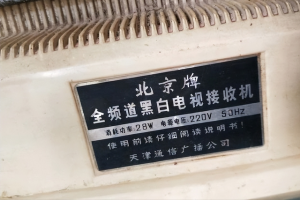 北京牌
全频道黑白电视接收机
消耗功率.28W 电源电压.220V 50Hz
使用前请仔细阅读说明书!
天津通信广播公司